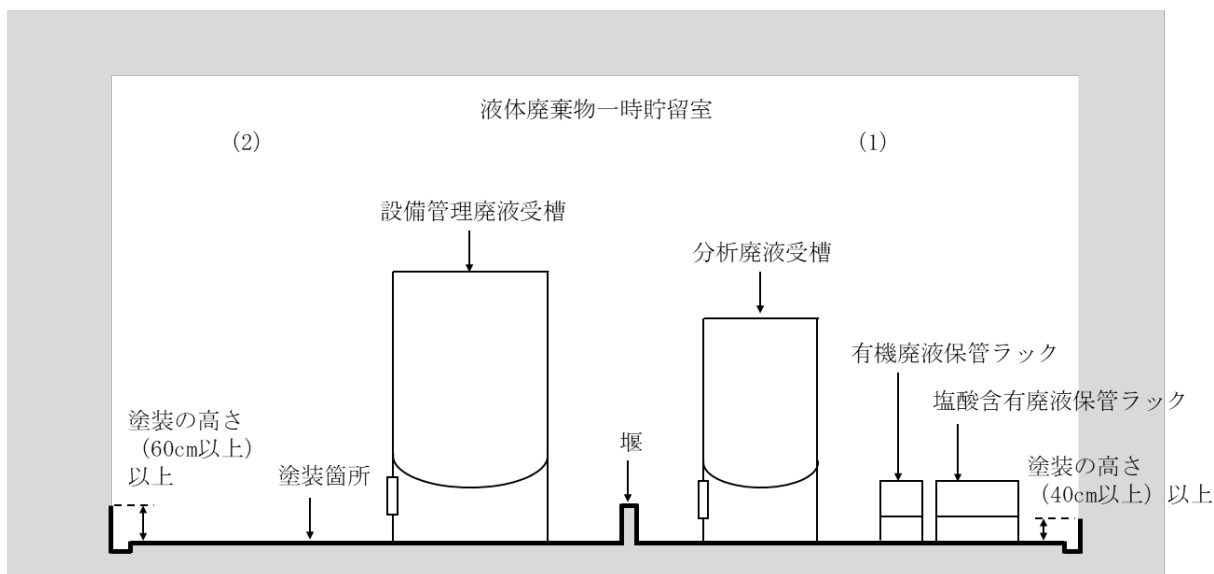 液体廃棄物一時貯留室
(2)
(1)
設備管理廃液受槽
分析廃液受槽
有機廃液保管ラック
塩酸含有廃液保管ラック
塗装の高さ
(60cm以上)
以上
塗装箇所
堰
塗装の高さ
(40cm以上)以上